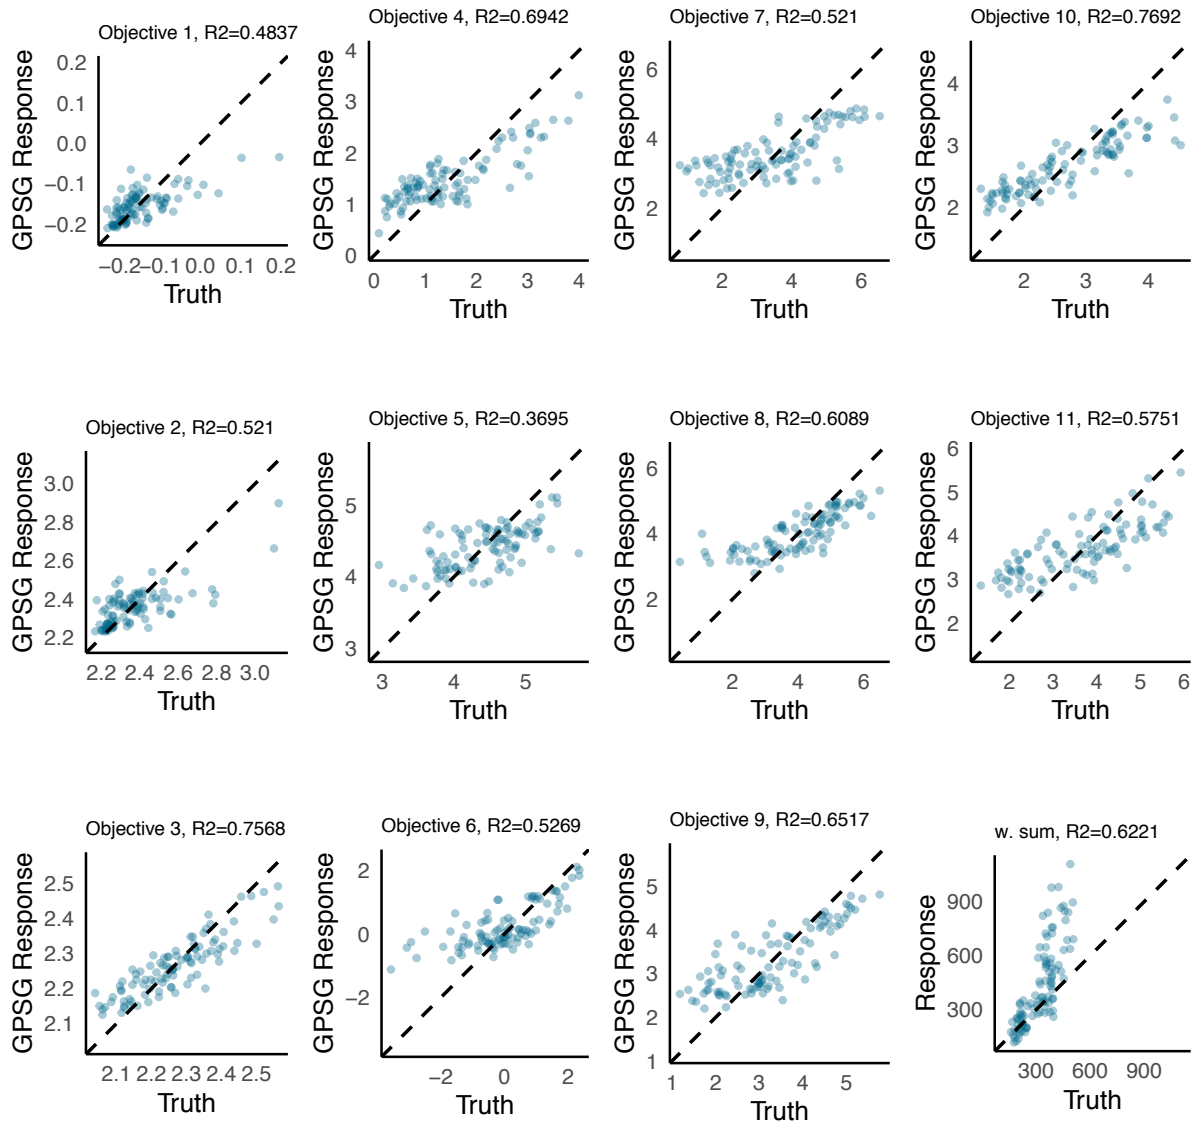 Objective 1, R2=0.4837
GPSG Response
0.2
0.1
0.0
−0.1
−0.2
−0.2 −0.1 0.0 0.1 0.2
Truth
Objective 4, R2=0.6942
GPSG Response
4
3
2
1
0
0 1 2 3 4
Truth
Objective 7, R2=0.521
GPSG Response
6
4
2
2 4 6
Truth
Objective 10, R2=0.7692
GPSG Response
4
3
2
2 4
Truth
Objective 2, R2=0.521
GPSG Response
3.0
2.8
2.6
2.4
2.2
2.2 2.4 2.6 2.8 3.0
Truth
Objective 5, R2=0.3695
GPSG Response
5
4
3
3 4 5
Truth
Objective 8, R2=0.6089
GPSG Response
6
4
2
2 4 6
Truth
Objective 11, R2=0.5751
GPSG Response
6
5
4
3
2
2 3 4 5 6
Truth
Objective 3, R2=0.7568
GPSG Response
2.5
2.4
2.3
2.2
2.1
2.1 2.2 2.3 2.4 2.5
Truth
Objective 6, R2=0.5269
GPSG Response
2
0
−2
−2 0 2
Truth
Objective 9, R2=0.6517
GPSG Response
5
4
3
2
1
1 2 3 4 5
Truth
w. sum, R2=0.6221
Response
900
600
300
300 600 900
Truth